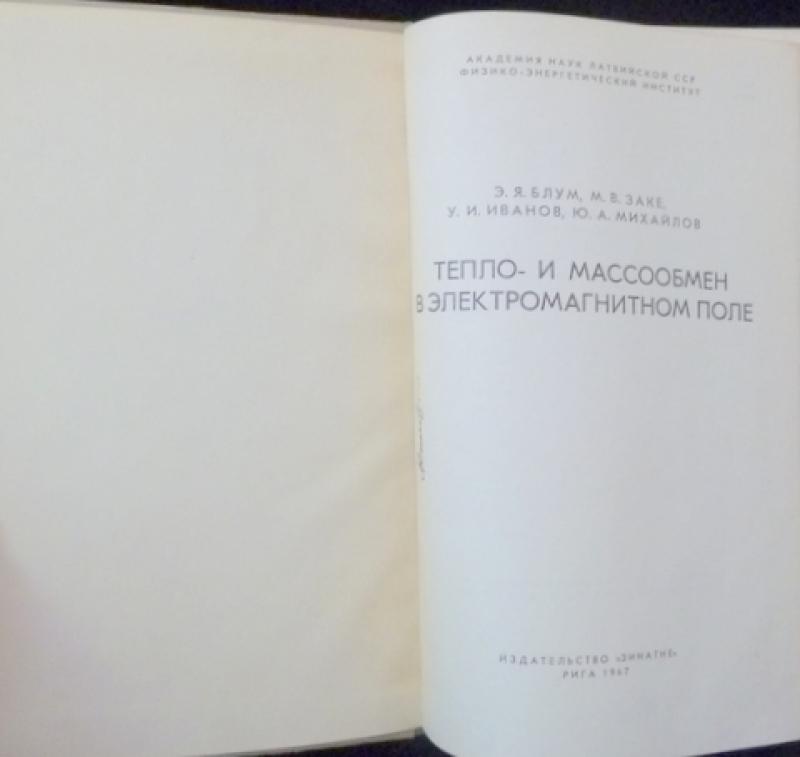 АКАДЕМИЯ НАУК ЛАТВИЙСКОЙ ССР
ФИЗИКО-ЭНЕРГЕТИЧЕСКИЙ ИНСТИТУТ
Э. Я. БЛУМ, М. В. ЗАКЕ,
У. И. ИВАНОВ, Ю. А. МИХАЙЛОВ
ТЕПЛО- И МАССООБМЕН
В ЭЛЕКТРОМАГНИТНОМ ПОЛЕ
ИЗДАТЕЛЬСТВО «ЗИНАТНЕ»
РИГА 1967